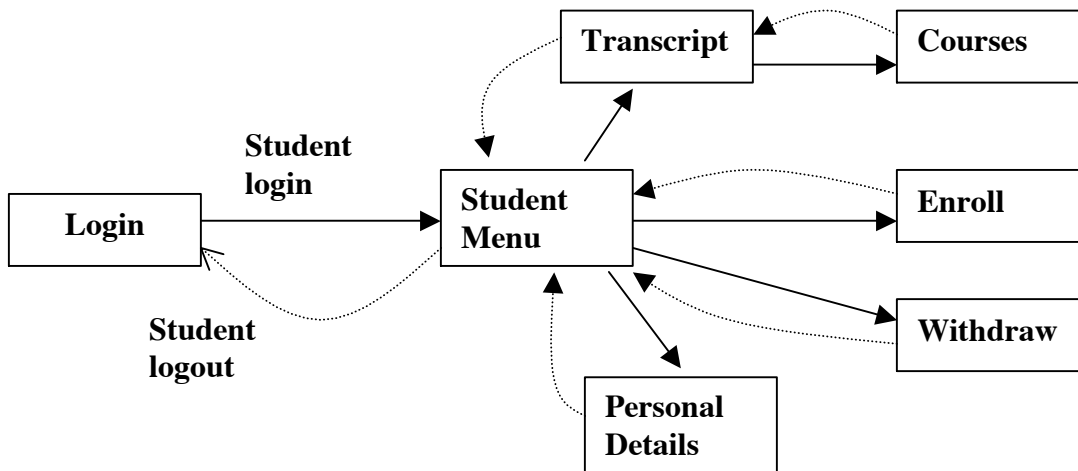 Transcript
Courses
Student
login
Login
Student
Menu
Enroll
Student
logout
Withdraw
Personal
Details